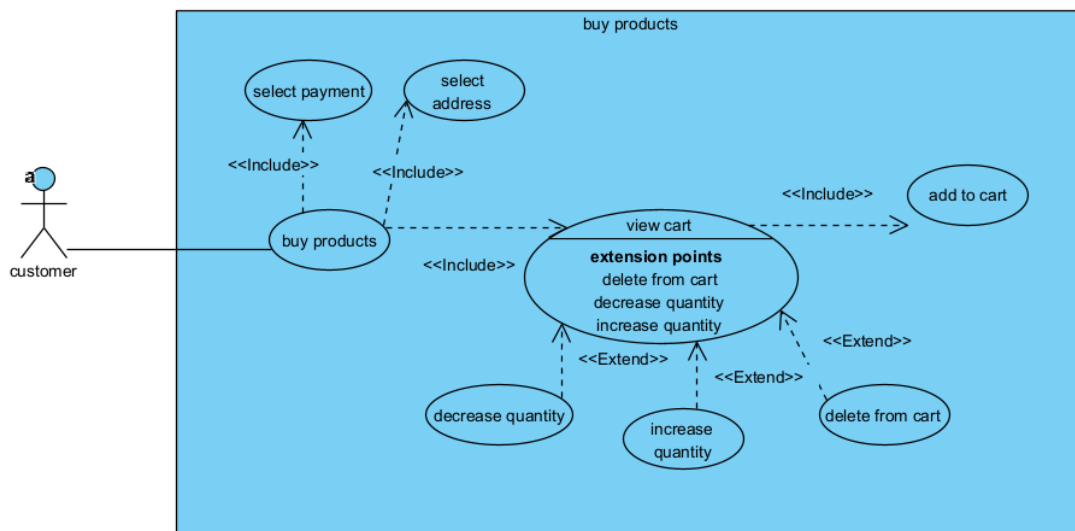 buy products
select payment
select
address
<<Include>>
<<Include>>
a
customer
buy products
<<Include>>
view cart
extension points
delete from cart
decrease quantity
increase quantity
<<Include>>
add to cart
<<Extend>>
<<Extend>>
<<Extend>>
decrease quantity
increase
quantity
delete from cart